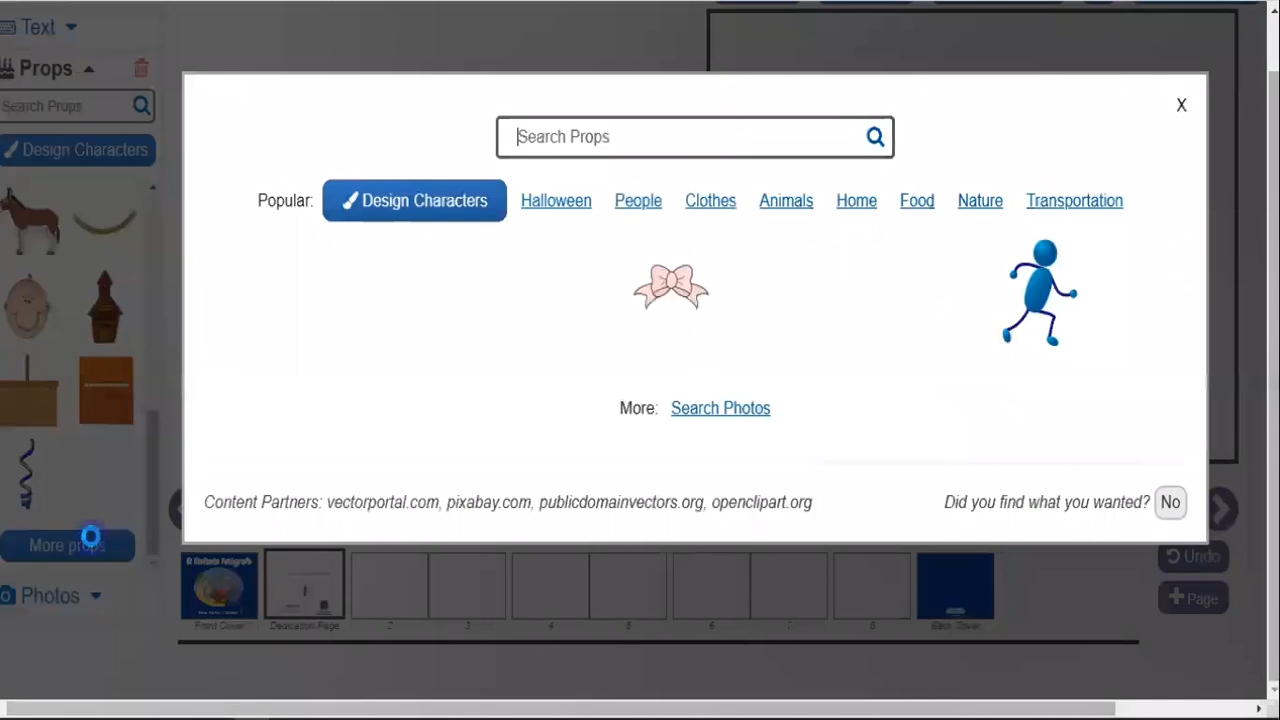 Text
Props
Search Props
Design Characters
More props
Photos
X
Search Props
Popular: Design Characters Halloween People Clothes Animals Home Food Nature Transportation
More: Search Photos
Content Partners: vectorportal.com, pixabay.com, publicdomainvectors.org, openclipart.org
Did you find what you wanted? No
Undo
Page
Front Cover
Dedication Page
2
3
4
5
6
7
8
Back Cover